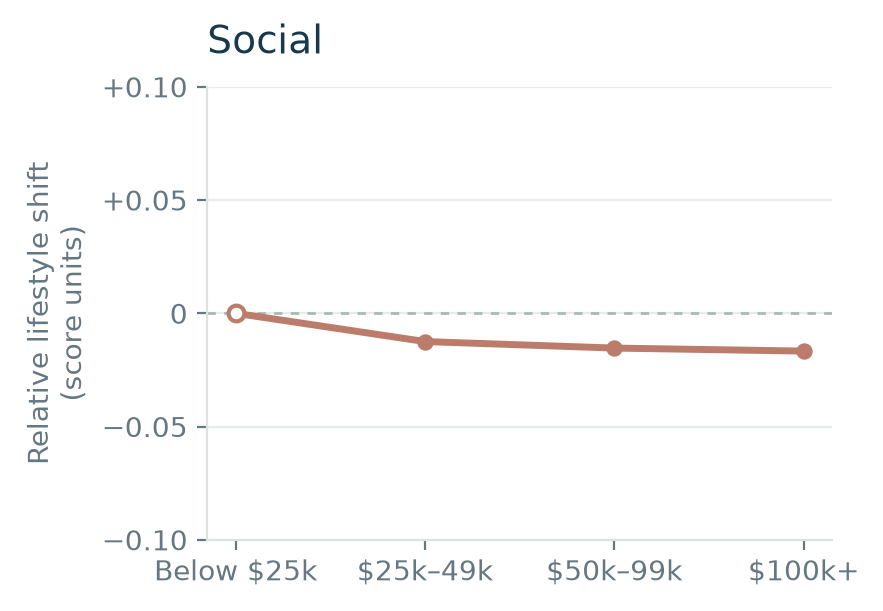 Social
+0.10
+0.05
0
−0.05
−0.10
Relative lifestyle shift
(score units)
Below $25k
$25k–49k
$50k–99k
$100k+